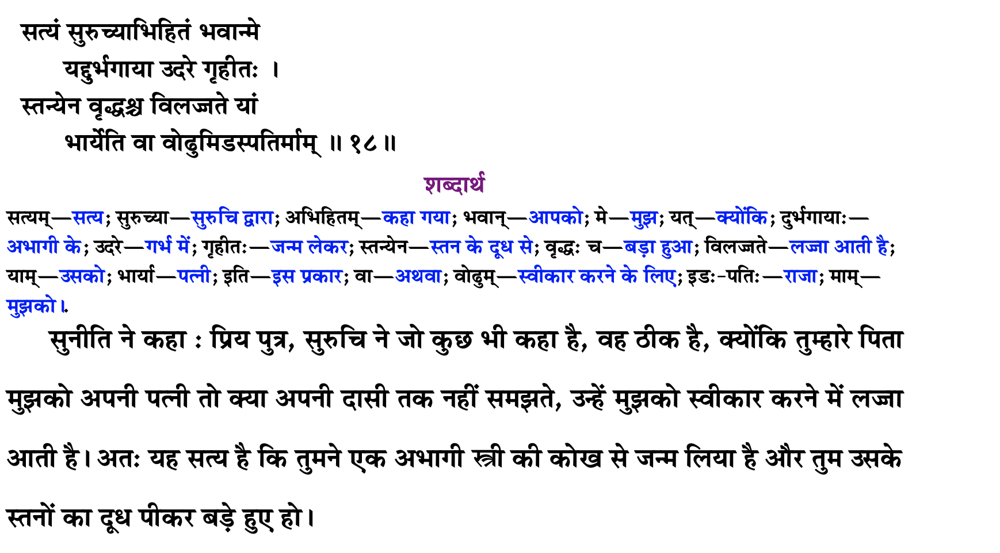 सत्यं सुरुच्याभिहितं भवान्मे
यद्दुर्भगाया उदरे गृहीतः ।
स्तन्येन वृद्धश्च विलज्जते यां
भार्येति वा वोढुमिडस्पतिर्माम् ॥ १८॥
शब्दार्थ
सत्यम्—सत्य; सुरुच्या—सुरुचि द्वारा; अभिहितम्—कहा गया; भवान्—आपको; मे—मुझ; यत्—क्योंकि; दुर्भगायाः—
अभागी के; उदरे—गर्भ में; गृहीतः—जन्म लेकर; स्तन्येन—स्तन के दूध से; वृद्धः च—बड़ा हुआ; विलज्जते—लज्जा आती है;
याम्—उसको; भार्या—पत्नी; इति—इस प्रकार; वा—अथवा; वोढुम्—स्वीकार करने के लिए; इडः-पतिः—राजा; माम्—
मुझको।.
सुनीति ने कहा : प्रिय पुत्र, सुरुचि ने जो कुछ भी कहा है, वह ठीक है, क्योंकि तुम्हारे पिता
मुझको अपनी पत्नी तो क्या अपनी दासी तक नहीं समझते, उन्हें मुझको स्वीकार करने में लज्जा
आती है। अतः यह सत्य है कि तुमने एक अभागी स्त्री की कोख से जन्म लिया है और तुम उसके
स्तनों का दूध पीकर बड़े हुए हो।